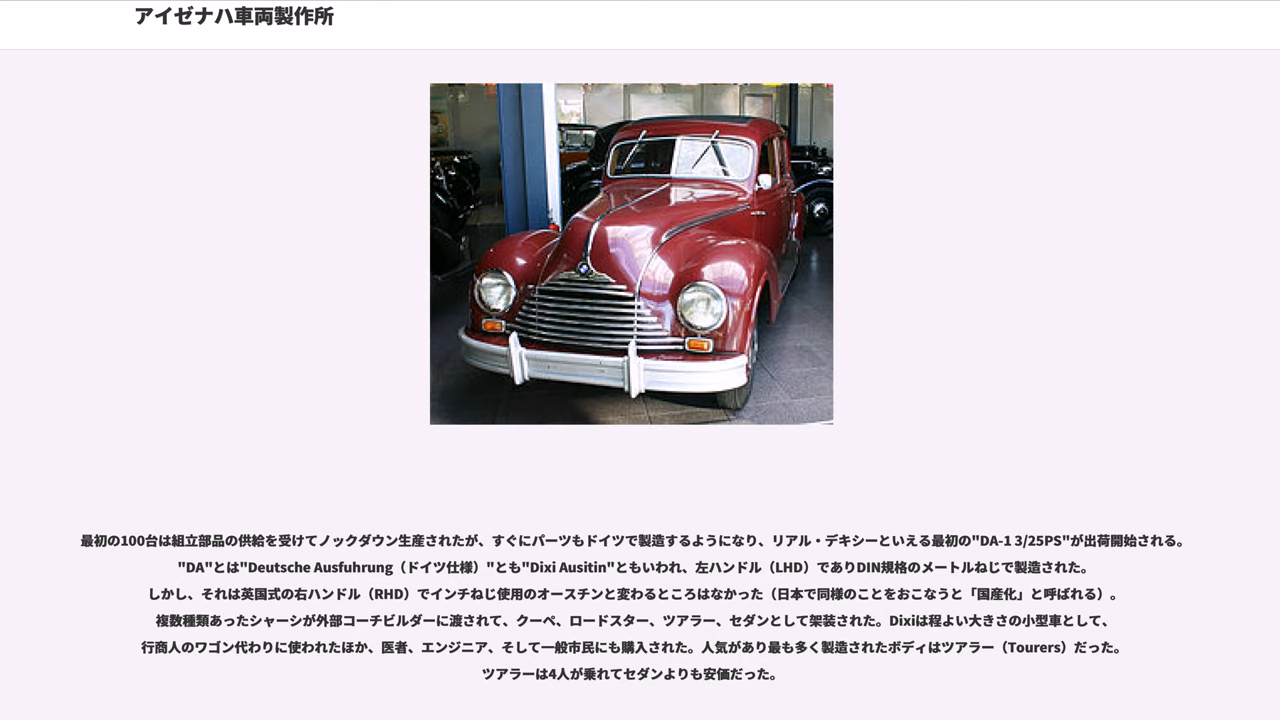 アイゼナハ車両製作所
最初の100台は組立部品の供給を受けてノックダウン生産されたが、すぐにパーツもドイツで製造するようになり、リアル・デキシーといえる最初の"DA-1 3/25PS"が出荷開始される。
"DA"とは"Deutsche Ausfuhrung（ドイツ仕様）"とも"Dixi Ausitin"ともいわれ、左ハンドル（LHD）でありDIN規格のメートルねじで製造された。
しかし、それは英国式の右ハンドル（RHD）でインチねじ使用のオースチンと変わるところはなかった（日本で同様のことをおこなうと「国産化」と呼ばれる）。
複数種類あったシャーシが外部コーチビルダーに渡されて、クーペ、ロードスター、ツアラー、セダンとして架装された。Dixiは程よい大きさの小型車として、
行商人のワゴン代わりに使われたほか、医者、エンジニア、そして一般市民にも購入された。人気があり最も多く製造されたボディはツアラー（Tourers）だった。
ツアラーは4人が乗れてセダンよりも安価だった。